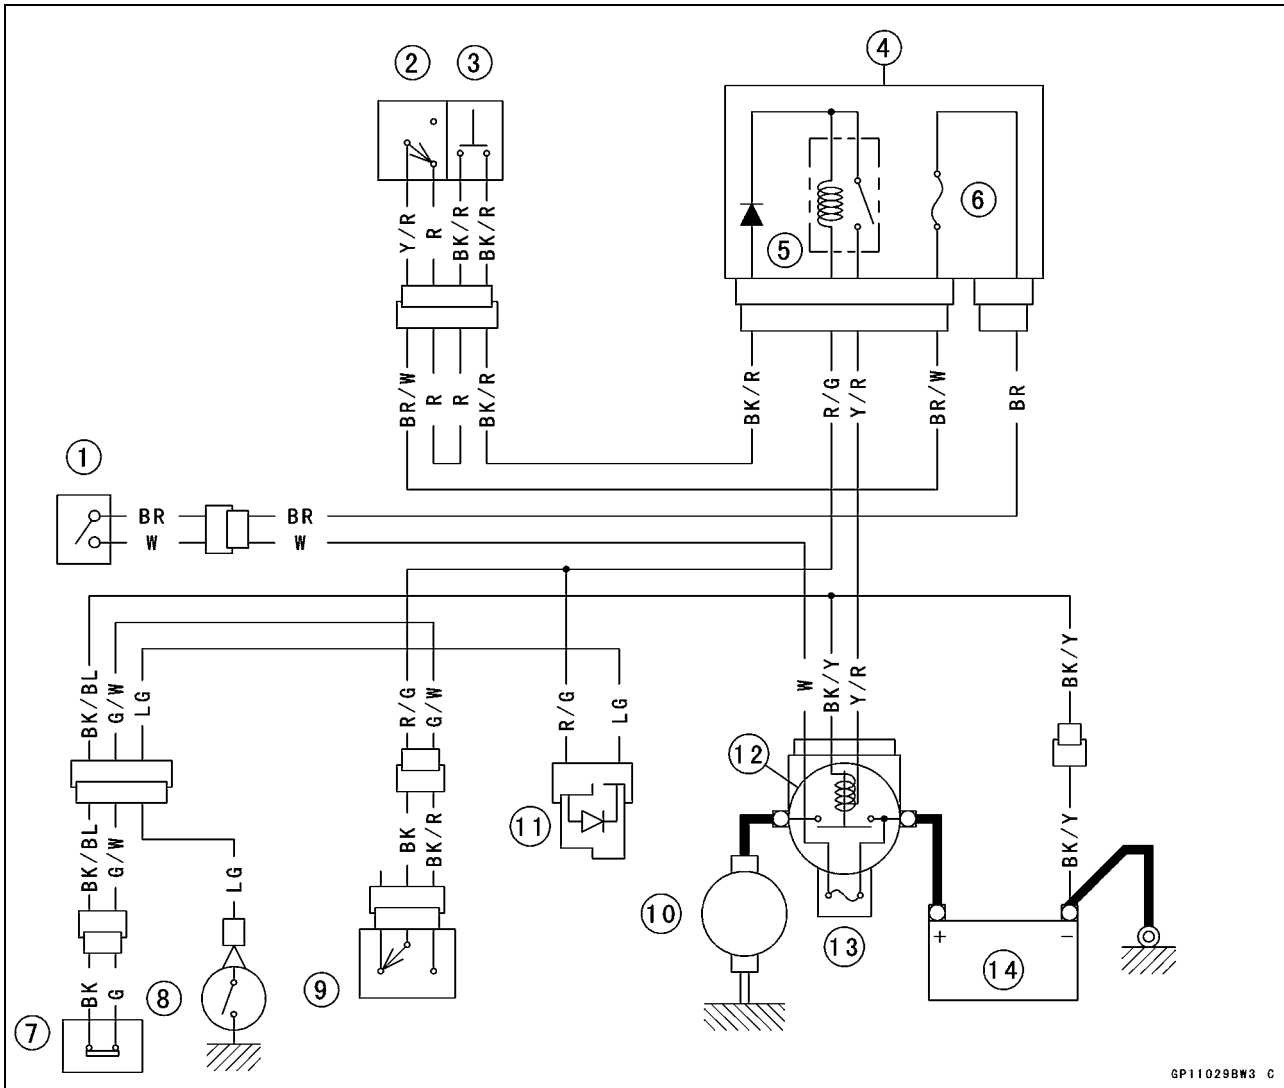 4
2 3
6
5
Y/R R BK/R BK/R
BR/W R R BK/R
BK/R R/G Y/R BR/W BR
1
BR BR
W W
BK/BL G/W LG
R/G G/W
R/G LG
W BK/Y Y/R
BK/Y
12
11
BK/BL G/W
LG
BK BK/R
BK/Y
10
13
+ −
14
9
8
BK G
7
GP11029BW3 C